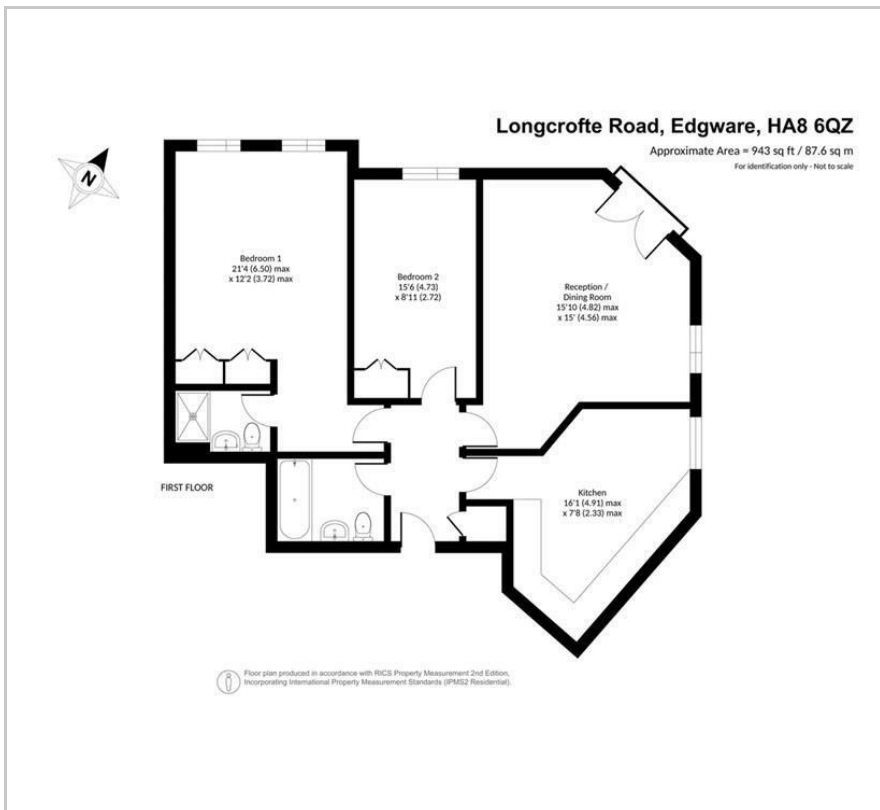 Longcrofte Road, Edgware, HA8 6QZ
Approximate Area = 943 sq ft / 87.6 sq m
For identification only - Not to scale
N
Bedroom 1
21'4 (6.50) max
x 12'2 (3.72) max
Bedroom 2
15'6 (4.73)
x 8'11 (2.72)
Reception /
Dining Room
15'10 (4.82) max
x 15' (4.56) max
Kitchen
16'1 (4.91) max
x 7'8 (2.33) max
FIRST FLOOR
Floor plan produced in accordance with RICS Property Measurement 2nd Edition,
Incorporating International Property Measurement Standards (IPMS2 Residential).